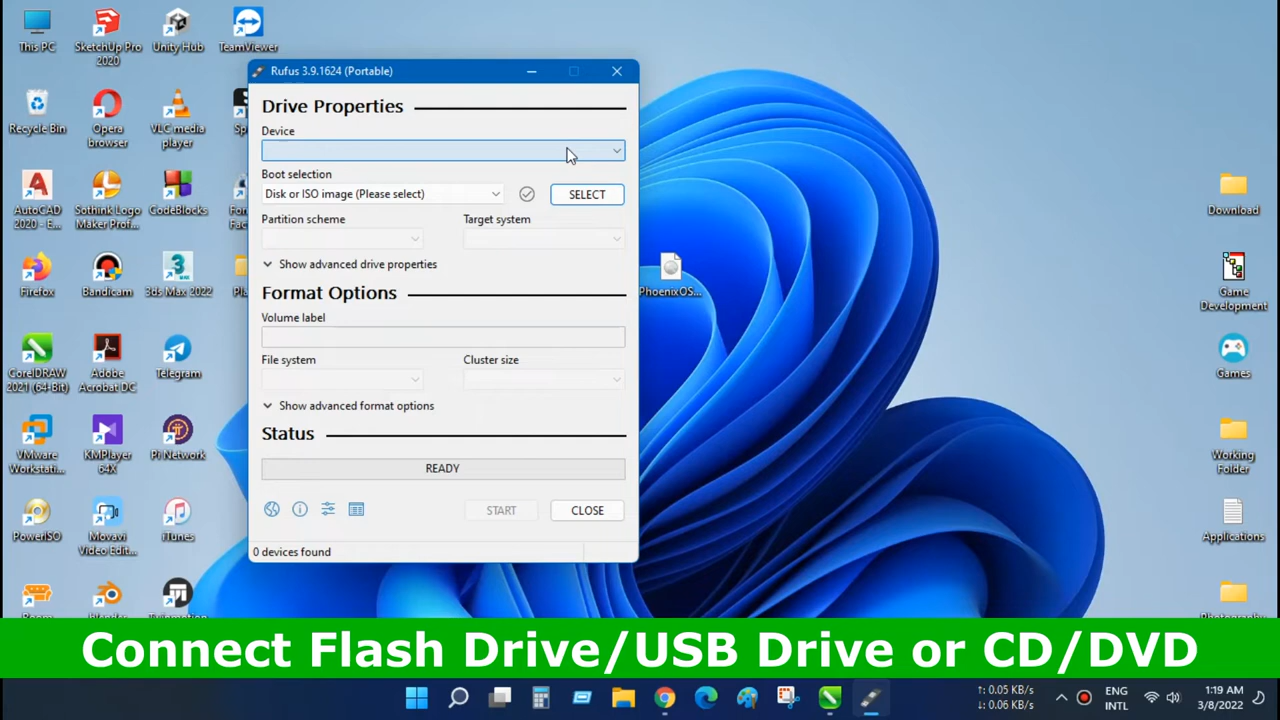 This PC
SketchUp Pro
2020
Unity Hub
TeamViewer
Recycle Bin
Opera
browser
VLC media
player
AutoCAD
2020 - E...
Sothink Logo
Maker Prof...
CodeBlocks
Firefox
Bandicam
3ds Max 2022
CorelDRAW
2021 (64-Bit)
Adobe
Acrobat DC
Telegram
VMware
Workstati...
KMPlayer
64X
Pi Network
PowerISO
Movavi
Video Edit...
iTunes
Rufus 3.9.1624 (Portable)
Drive Properties
Device
Boot selection
Disk or ISO image (Please select)
SELECT
Partition scheme
Target system
Show advanced drive properties
Format Options
Volume label
File system
Cluster size
Show advanced format options
Status
READY
START
CLOSE
0 devices found
PhoenixOS...
Download
Game
Development
Games
Working
Folder
Applications
Connect Flash Drive/USB Drive or CD/DVD
↑: 0.05 KB/s
↓: 0.06 KB/s
ENG
INTL
1:19 AM
3/8/2022